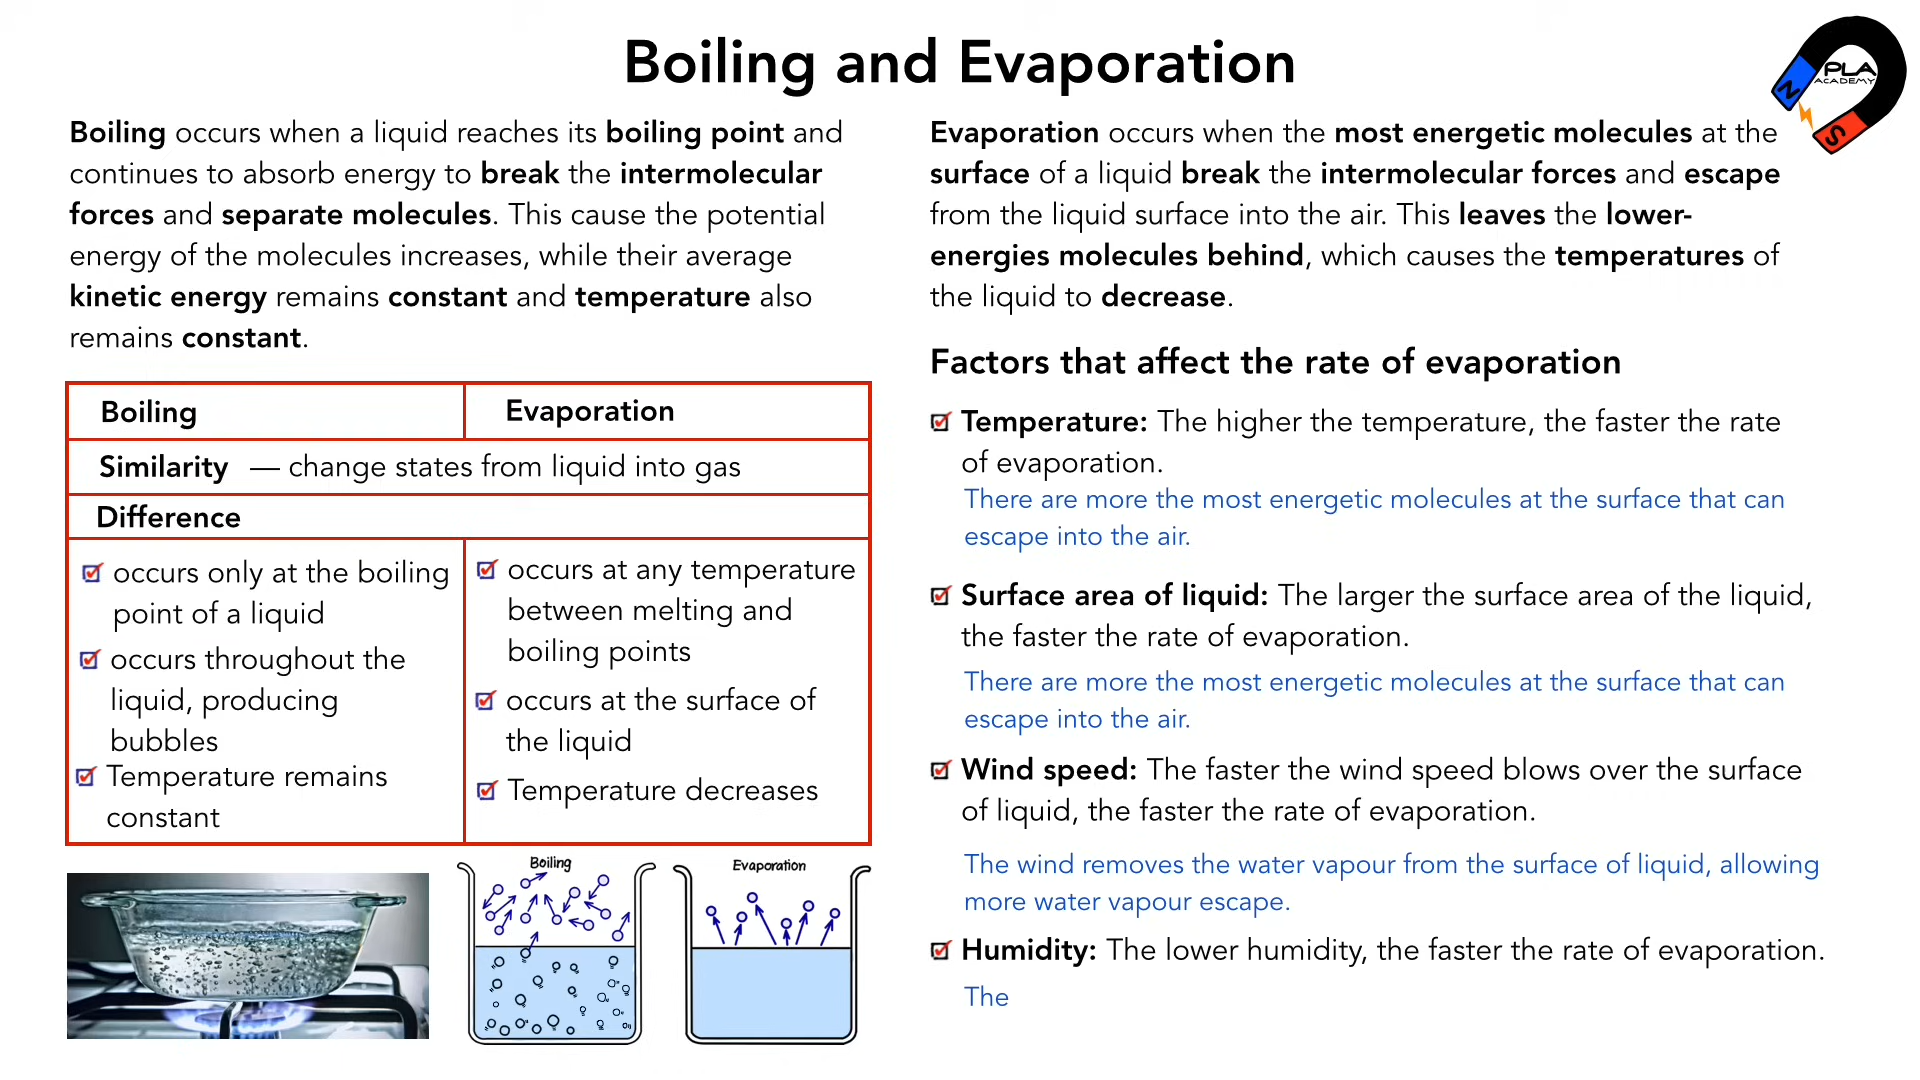 Boiling and Evaporation
PLA
ACADEMY
N
S
Boiling occurs when a liquid reaches its boiling point and
continues to absorb energy to break the intermolecular
forces and separate molecules. This cause the potential
energy of the molecules increases, while their average
kinetic energy remains constant and temperature also
remains constant.
Boiling
Evaporation
Similarity — change states from liquid into gas
Difference
occurs only at the boiling
point of a liquid
occurs throughout the
liquid, producing
bubbles
Temperature remains
constant
occurs at any temperature
between melting and
boiling points
occurs at the surface of
the liquid
Temperature decreases
Boiling
Evaporation
Evaporation occurs when the most energetic molecules at the
surface of a liquid break the intermolecular forces and escape
from the liquid surface into the air. This leaves the lower-
energies molecules behind, which causes the temperatures of
the liquid to decrease.
Factors that affect the rate of evaporation
Temperature: The higher the temperature, the faster the rate
of evaporation.
There are more the most energetic molecules at the surface that can
escape into the air.
Surface area of liquid: The larger the surface area of the liquid,
the faster the rate of evaporation.
There are more the most energetic molecules at the surface that can
escape into the air.
Wind speed: The faster the wind speed blows over the surface
of liquid, the faster the rate of evaporation.
The wind removes the water vapour from the surface of liquid, allowing
more water vapour escape.
Humidity: The lower humidity, the faster the rate of evaporation.
The